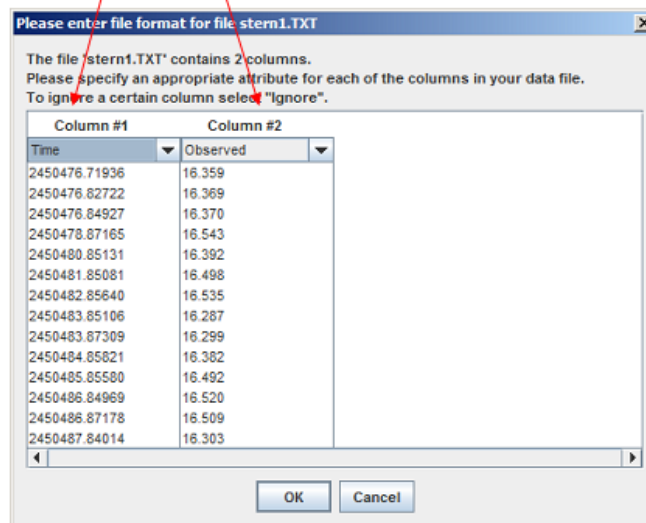 Please enter file format for file stern1.TXT
The file 'stern1.TXT' contains 2 columns.
Please specify an appropriate attribute for each of the columns in your data file.
To ignore a certain column select "Ignore".
Column #1 Column #2
Time Observed
2450476.71936 16.359
2450476.82722 16.369
2450476.84927 16.370
2450478.87165 16.543
2450480.85131 16.392
2450481.85081 16.498
2450482.85640 16.535
2450483.85106 16.287
2450483.87309 16.299
2450484.85821 16.382
2450485.85580 16.492
2450486.84969 16.520
2450486.87178 16.509
2450487.84014 16.303
OK Cancel